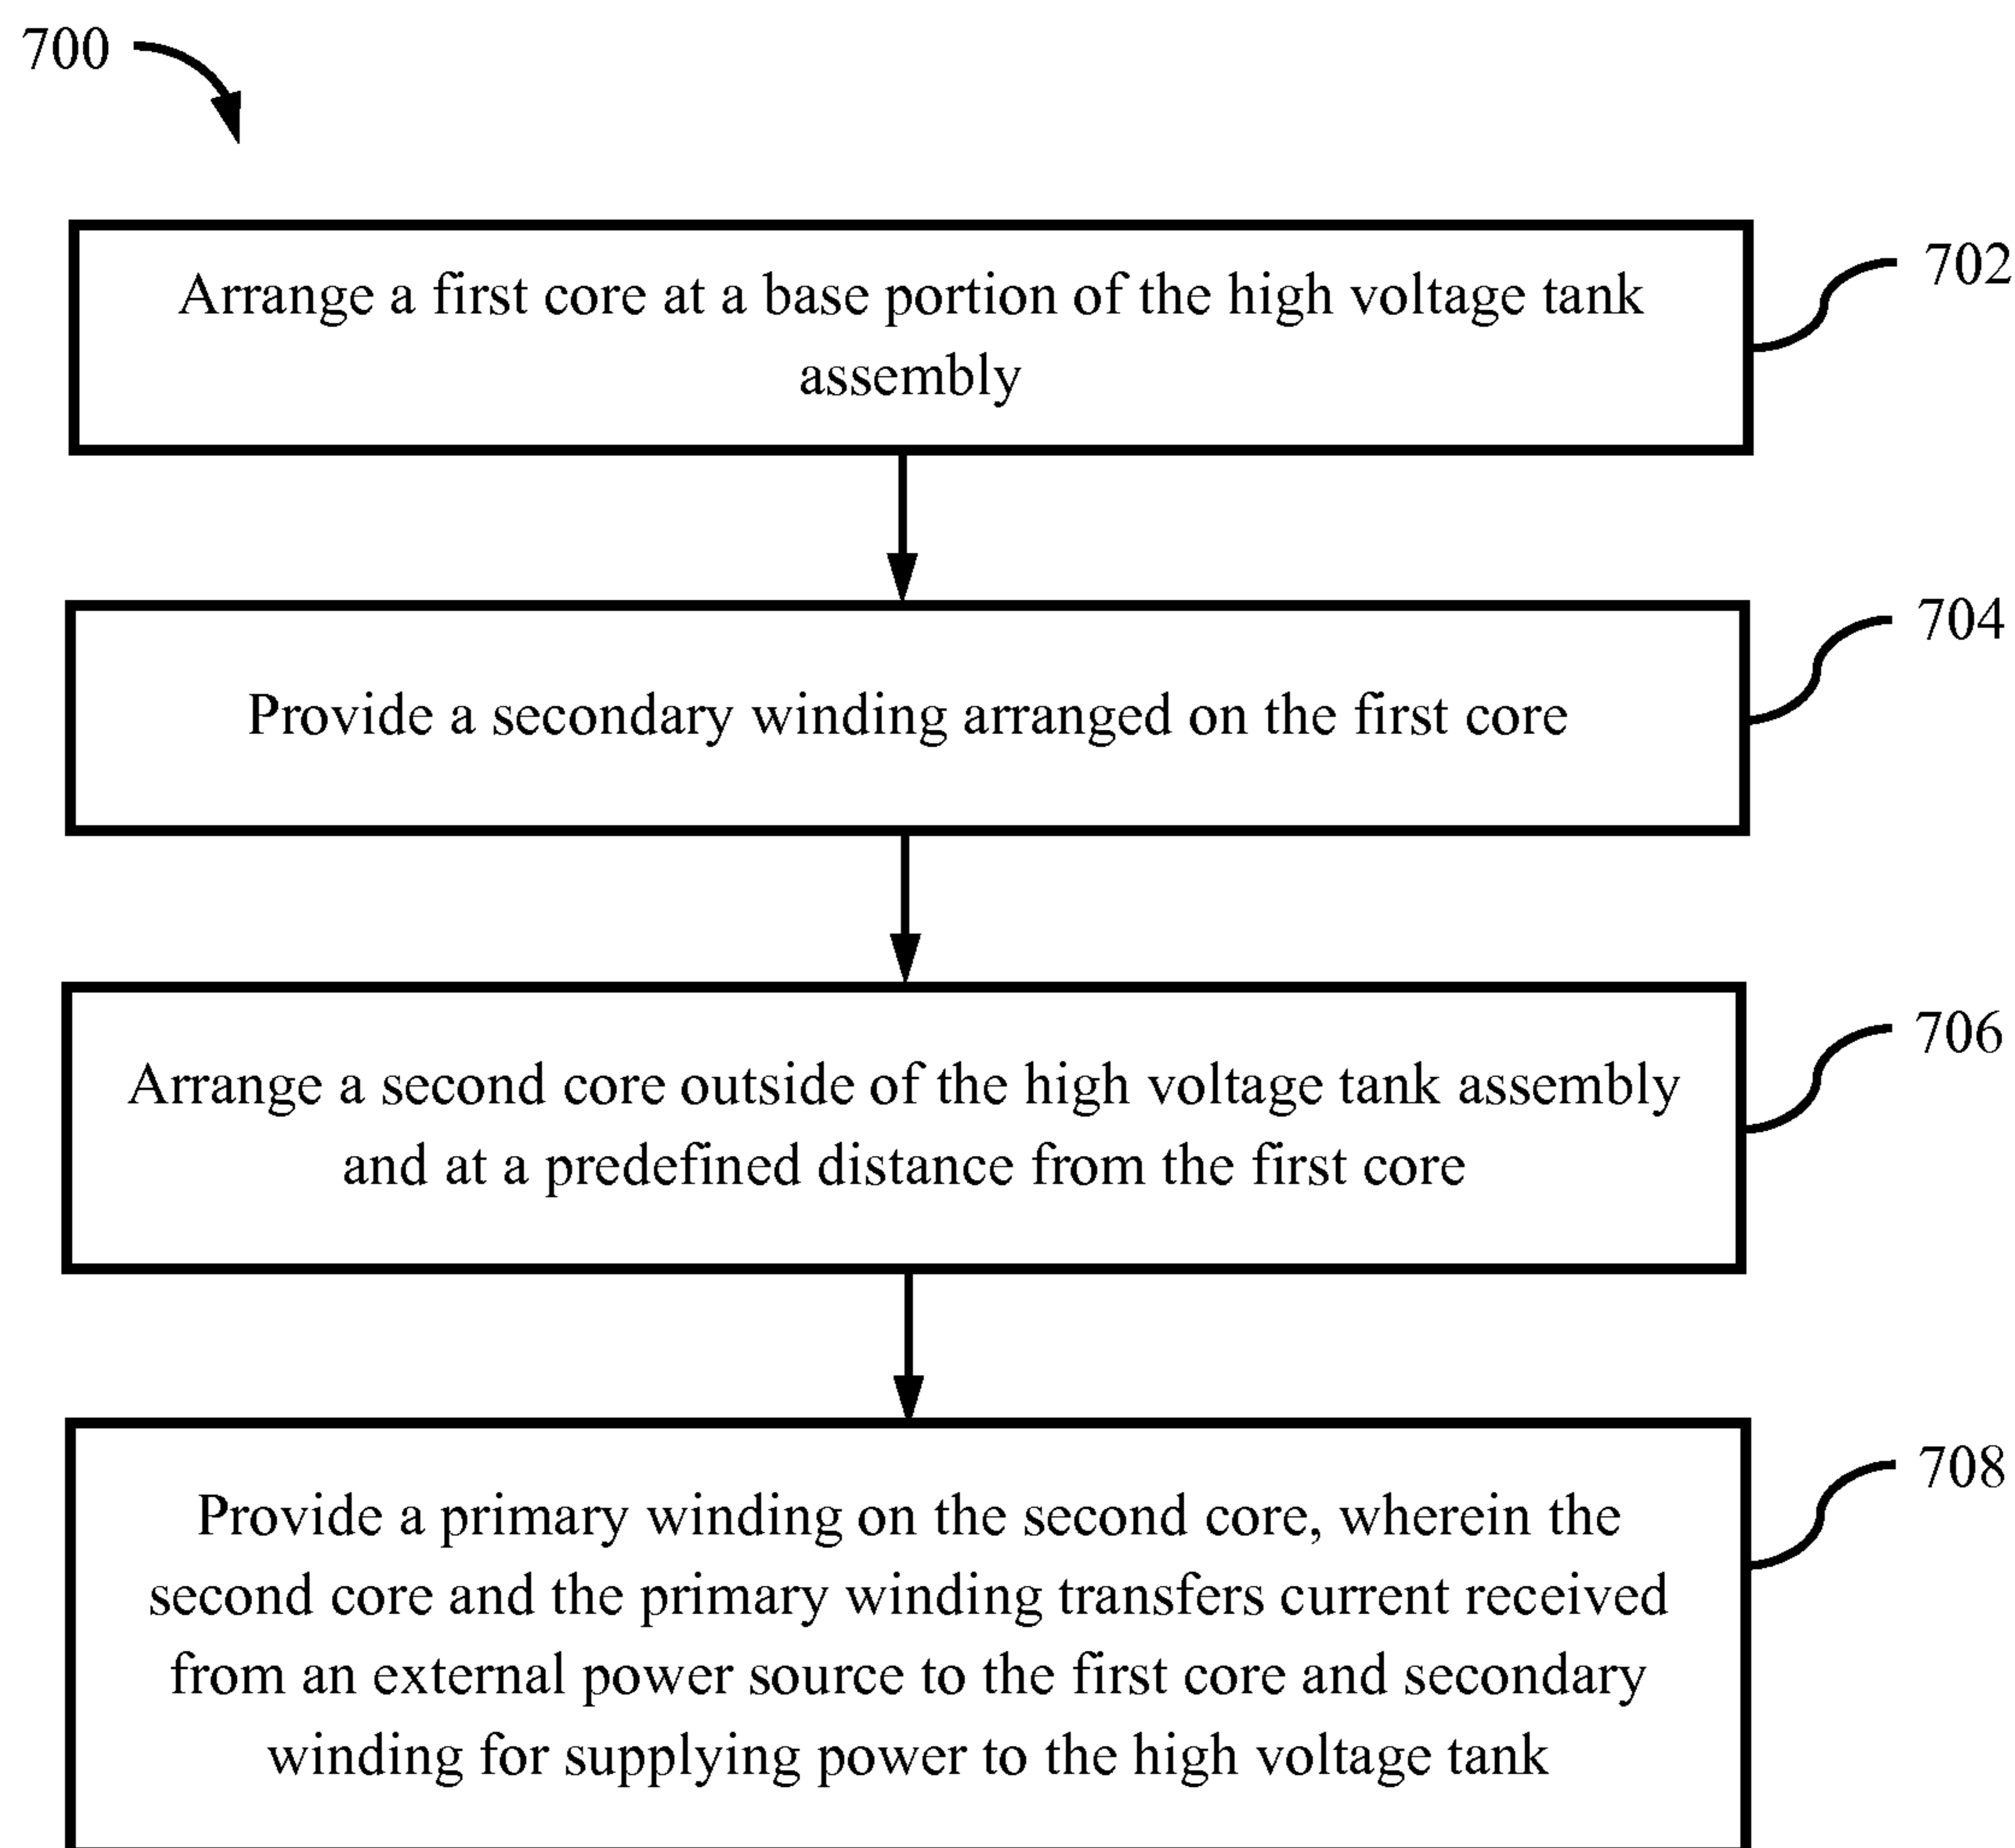 700
Arrange a first core at a base portion of the high voltage tank
assembly
702
Provide a secondary winding arranged on the first core
704
Arrange a second core outside of the high voltage tank assembly
and at a predefined distance from the first core
706
Provide a primary winding on the second core, wherein the
second core and the primary winding transfers current received
from an external power source to the first core and secondary
winding for supplying power to the high voltage tank
708